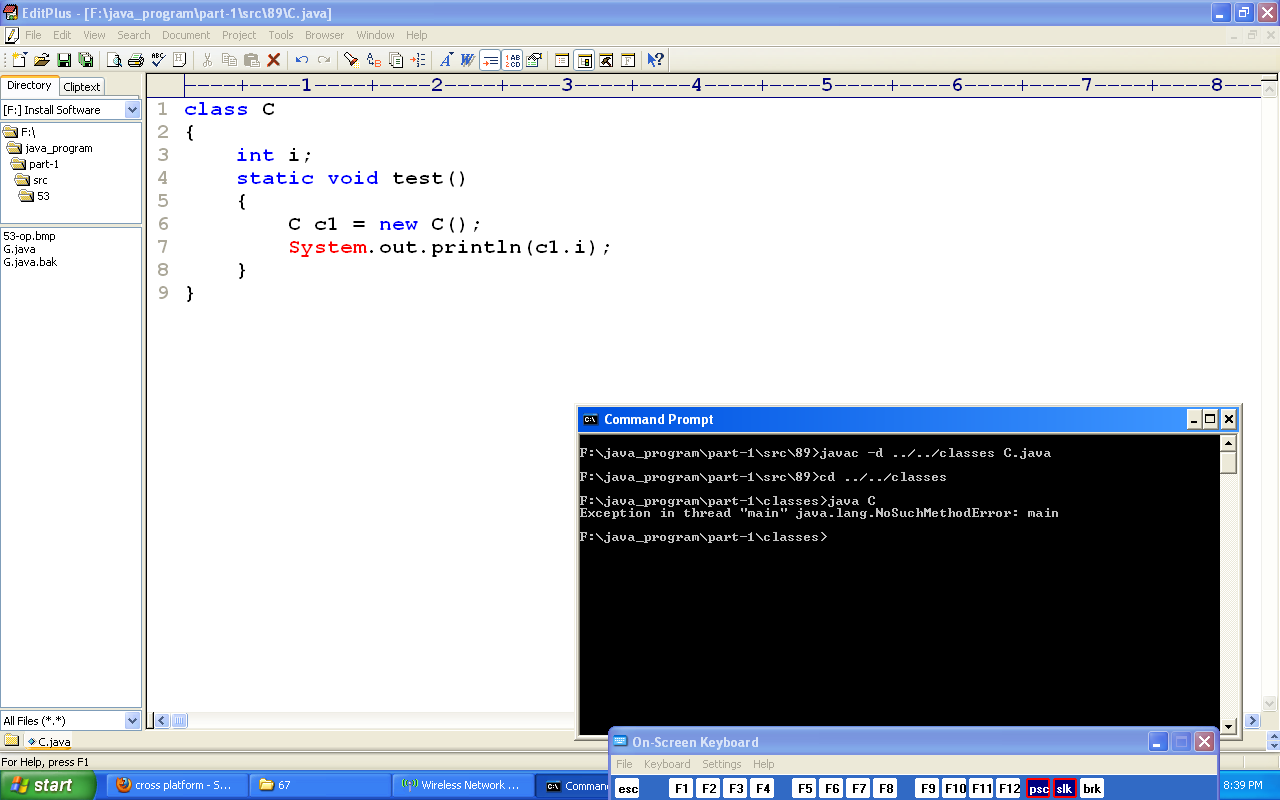 EditPlus - [F:\java_program\part-1\src\89\C.java]
File Edit View Search Document Project Tools Browser Window Help
Directory Cliptext
[F:] Install Software
F:\
java_program
part-1
src
53
53-op.bmp
G.java
G.java.bak
All Files (*.*)
----+----1----+----2----+----3----+----4----+----5----+----6----+----7----+----8---
1 class C
2 {
3 int i;
4 static void test()
5 {
6 C c1 = new C();
7 System.out.println(c1.i);
8 }
9 }
Command Prompt
F:\java_program\part-1\src\89>javac -d ../../classes C.java
F:\java_program\part-1\src\89>cd ../../classes
F:\java_program\part-1\classes>java C
Exception in thread "main" java.lang.NoSuchMethodError: main
F:\java_program\part-1\classes>
C.java
For Help, press F1
On-Screen Keyboard
File Keyboard Settings Help
esc F1 F2 F3 F4 F5 F6 F7 F8 F9 F10 F11 F12 psc slk brk
start cross platform - S... 67 Wireless Network ... Comman 8:39 PM